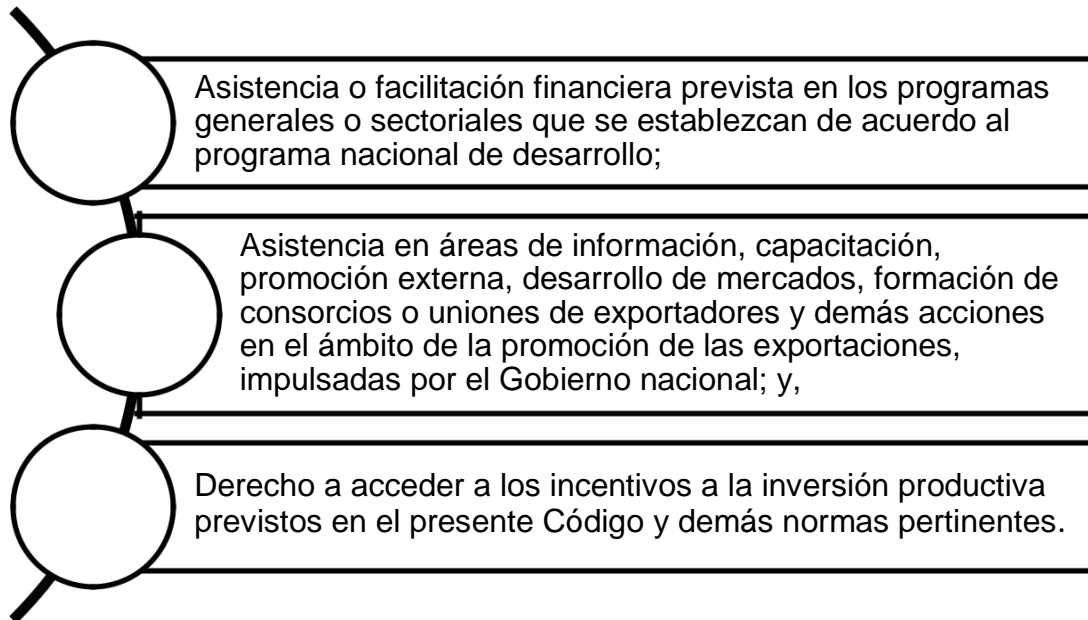 Asistencia o facilitación financiera prevista en los programas
generales o sectoriales que se establezcan de acuerdo al
programa nacional de desarrollo;
Asistencia en áreas de información, capacitación,
promoción externa, desarrollo de mercados, formación de
consorcios o uniones de exportadores y demás acciones
en el ámbito de la promoción de las exportaciones,
impulsadas por el Gobierno nacional; y,
Derecho a acceder a los incentivos a la inversión productiva
previstos en el presente Código y demás normas pertinentes.